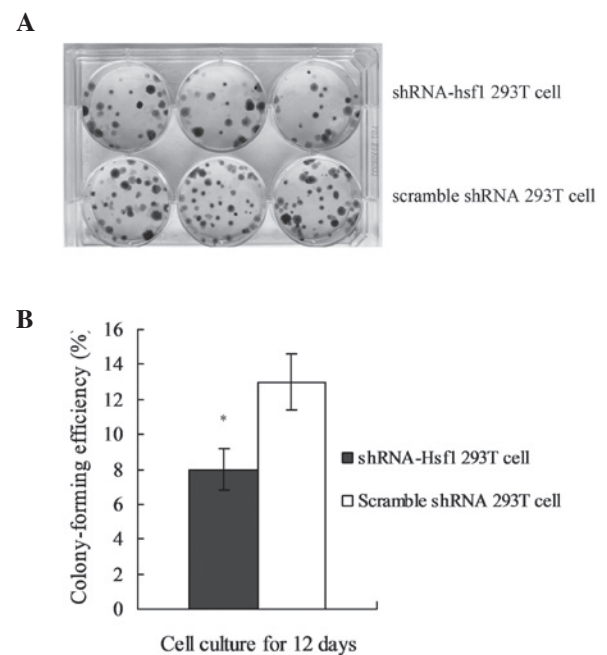 A
shRNA-hsf1 293T cell
scramble shRNA 293T cell
B
Colony-forming efficiency (%)
16
14
12
10
8
6
4
2
0
*
shRNA-Hsf1 293T cell
Scramble shRNA 293T cell
Cell culture for 12 days